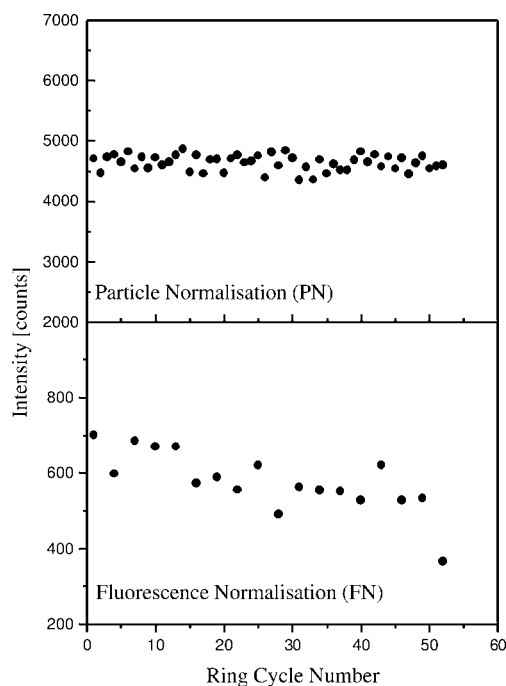 7000
6000
5000
4000
3000
Particle Normalisation (PN)
2000
Intensity [counts]
800
600
400
Fluorescence Normalisation (FN)
200
0 10 20 30 40 50 60
Ring Cycle Number